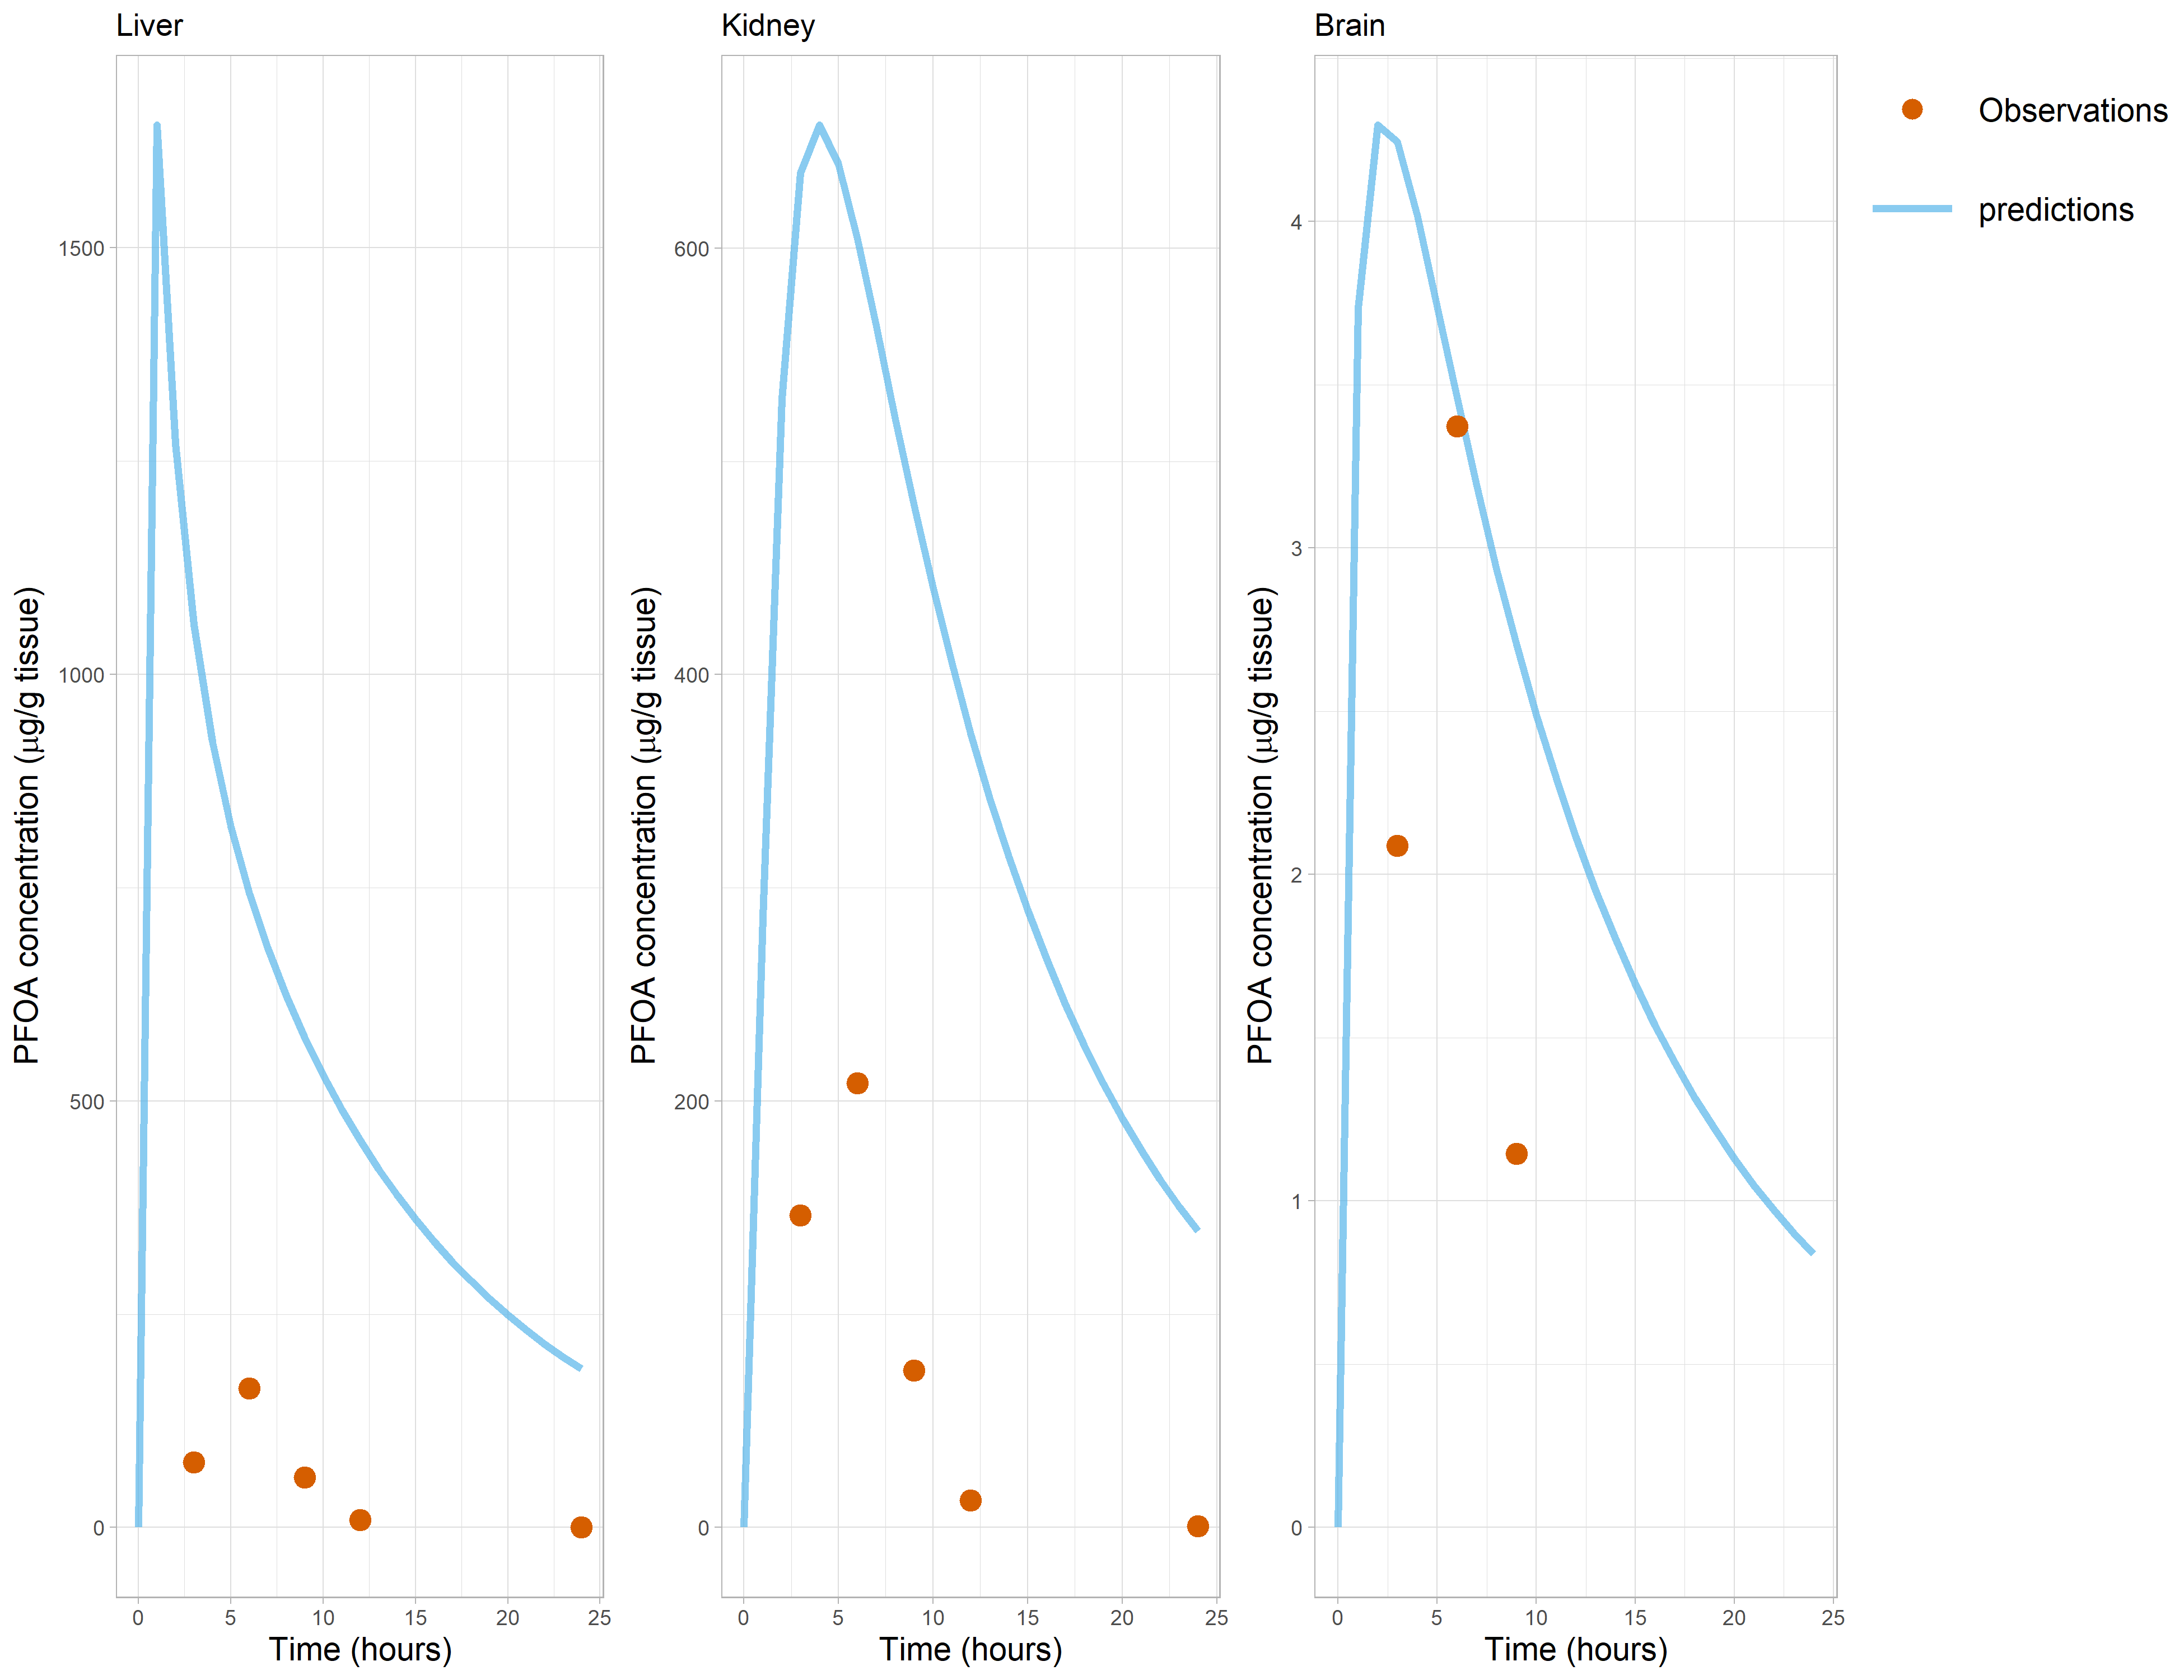 Liver
PFOA concentration (μg/g tissue)
1500
1000
500
0
0 5 10 15 20 25
Time (hours)
Kidney
PFOA concentration (μg/g tissue)
600
400
200
0
0 5 10 15 20 25
Time (hours)
Brain
PFOA concentration (μg/g tissue)
4
3
2
1
0
0 5 10 15 20 25
Time (hours)
Observations
predictions